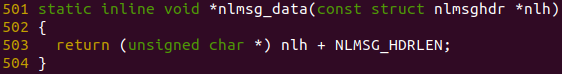 501 static inline void *nlmsg_data(const struct nlmsghdr *nlh)
502 {
503   return (unsigned char *) nlh + NLMSG_HDRLEN;
504 }